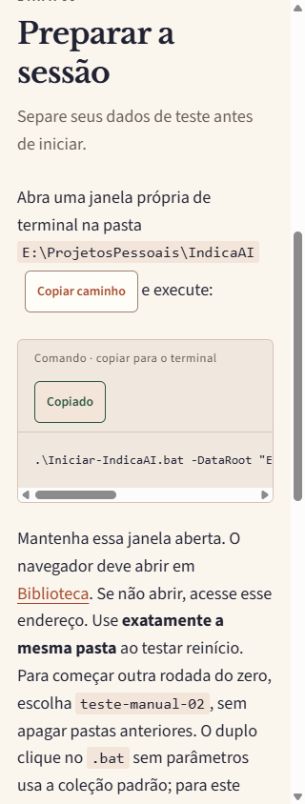 Preparar a
sessão
Separe seus dados de teste antes
de iniciar.
Abra uma janela própria de
terminal na pasta
E:\ProjetosPessoais\IndicaAI
Copiar caminho e execute:
Comando · copiar para o terminal
Copiado
.\Iniciar-IndicaAI.bat -DataRoot "E
Mantenha essa janela aberta. O
navegador deve abrir em
Biblioteca. Se não abrir, acesse esse
endereço. Use exatamente a
mesma pasta ao testar reinício.
Para começar outra rodada do zero,
escolha teste-manual-02, sem
apagar pastas anteriores. O duplo
clique no .bat sem parâmetros
usa a coleção padrão; para este